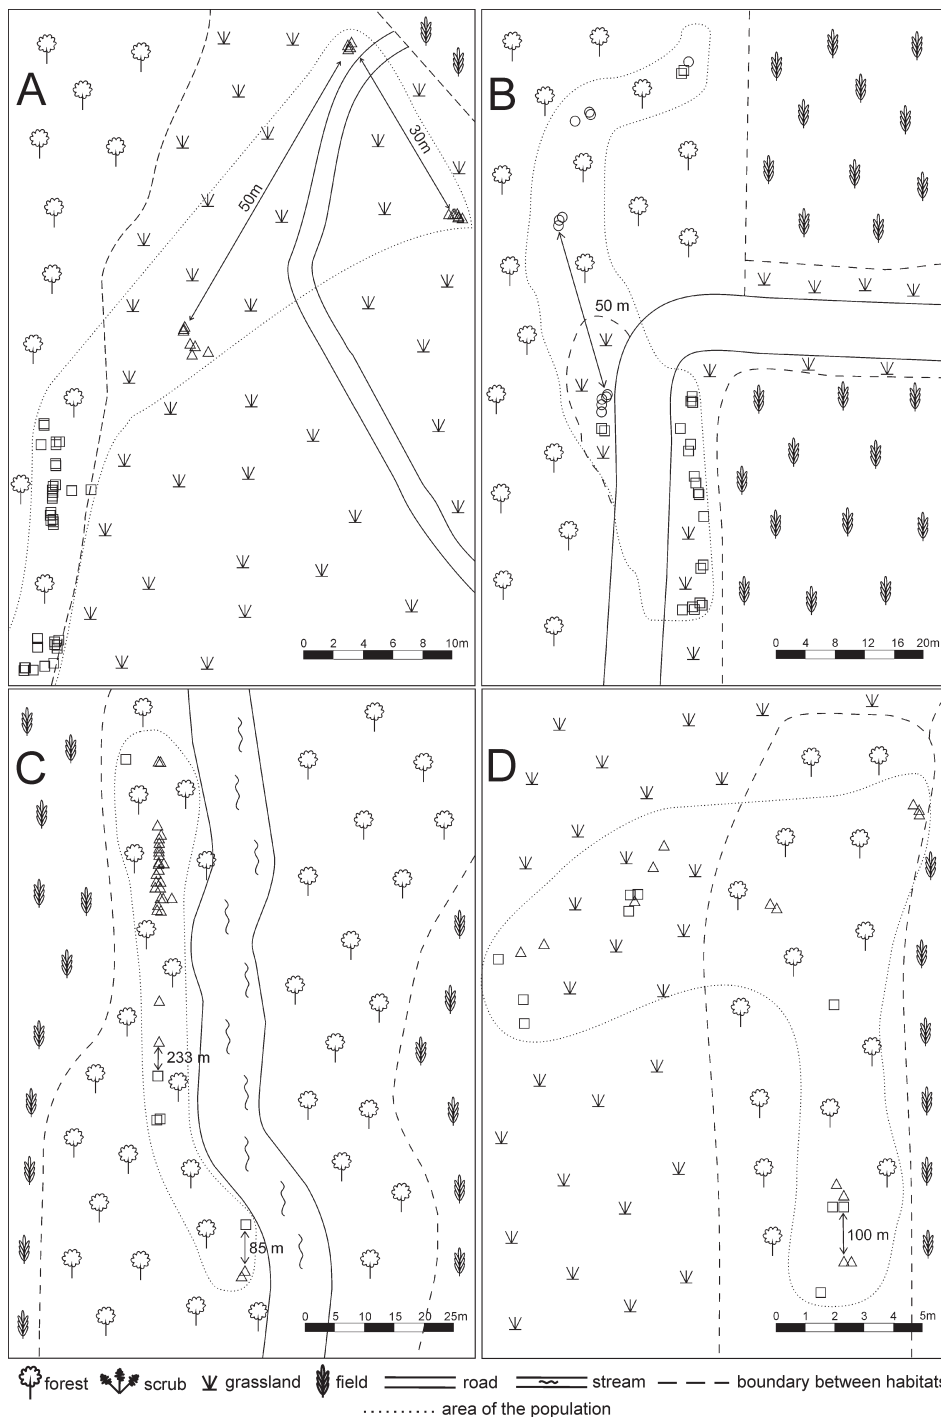 A
50m
30m
0 2 4 6 8 10m
B
50 m
0 4 8 12 16 20m
C
233 m
85 m
0 5 10 15 20 25m
D
100 m
0 1 2 3 4 5m
forest scrub grassland field road stream boundary between habitats
area of the population